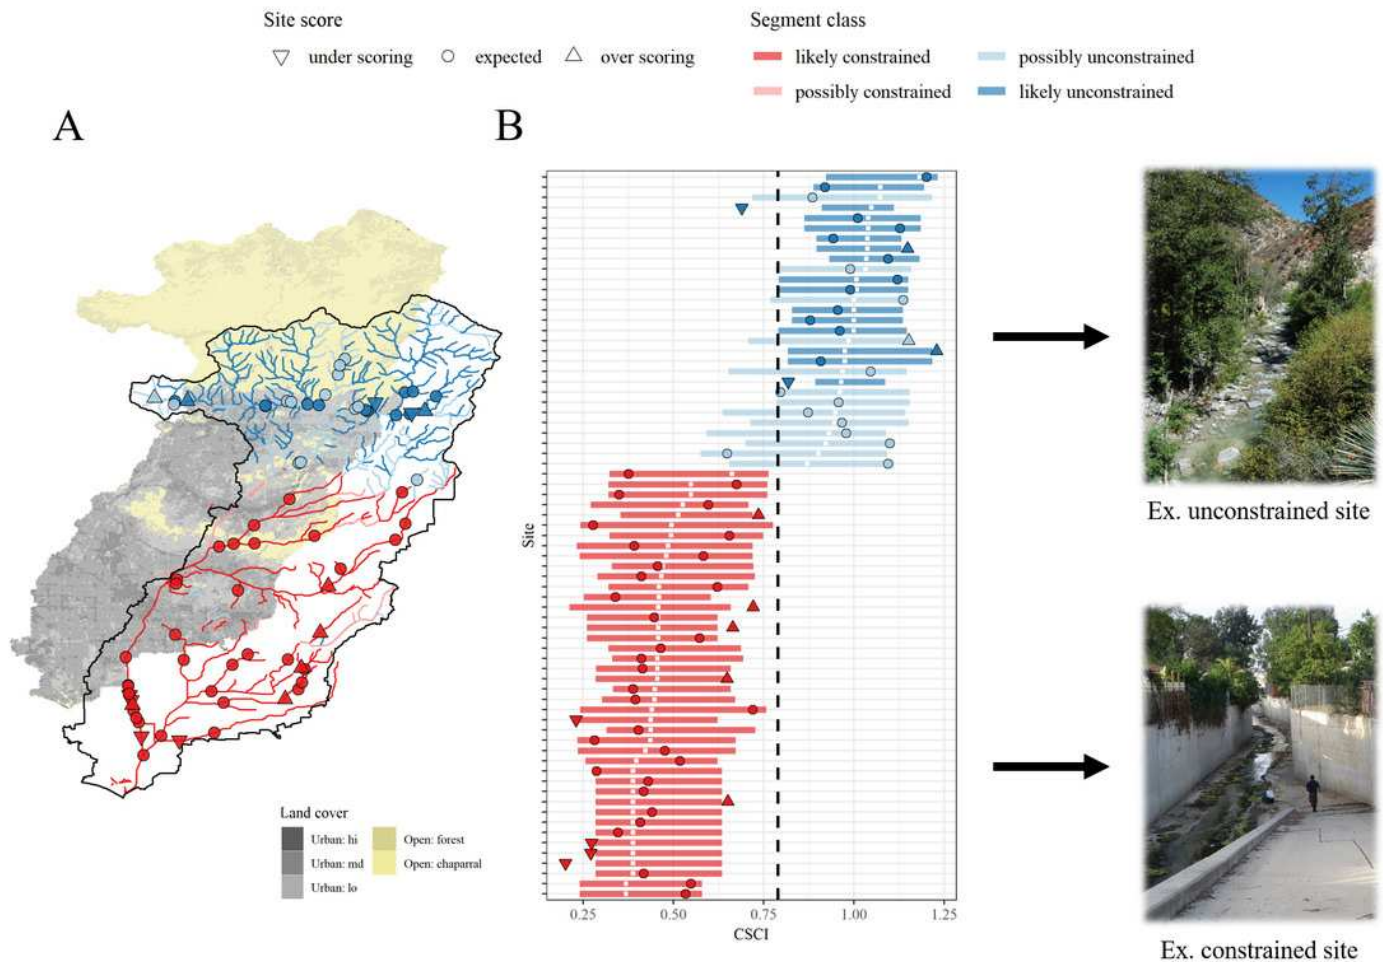 Site score
Segment class
under scoring
expected
over scoring
likely constrained
possibly unconstrained
possibly constrained
likely unconstrained
A
B
Site
0.25
0.50
0.75
1.00
1.25
CSCI
Land cover
Urban: hi
Open: forest
Urban: md
Open: chaparral
Urban: lo
Ex. unconstrained site
Ex. constrained site